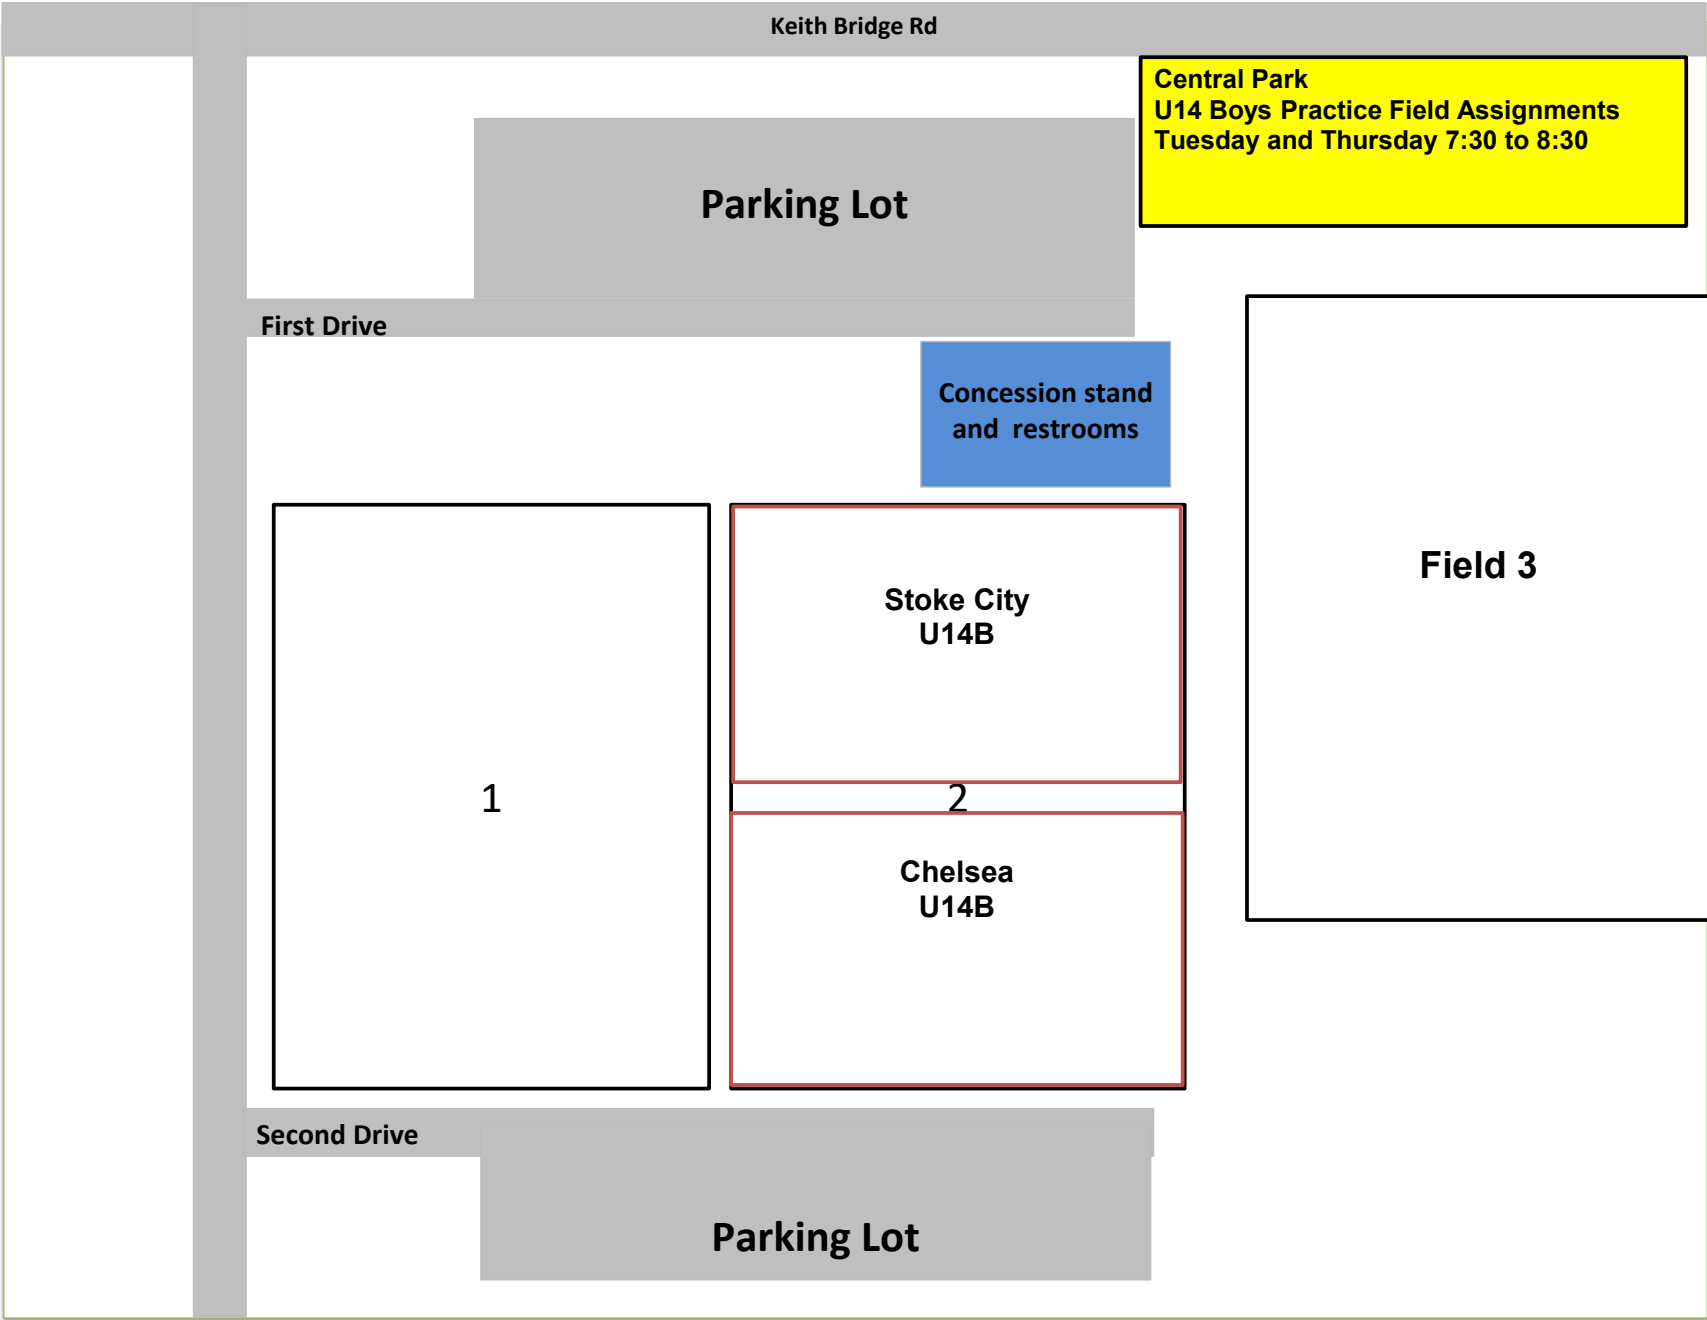 Keith Bridge Rd
Central Park
U14 Boys Practice Field Assignments
Tuesday and Thursday 7:30 to 8:30
Parking Lot
First Drive
Concession stand
and restrooms
Field 3
Stoke City
U14B
1
2
Chelsea
U14B
Second Drive
Parking Lot